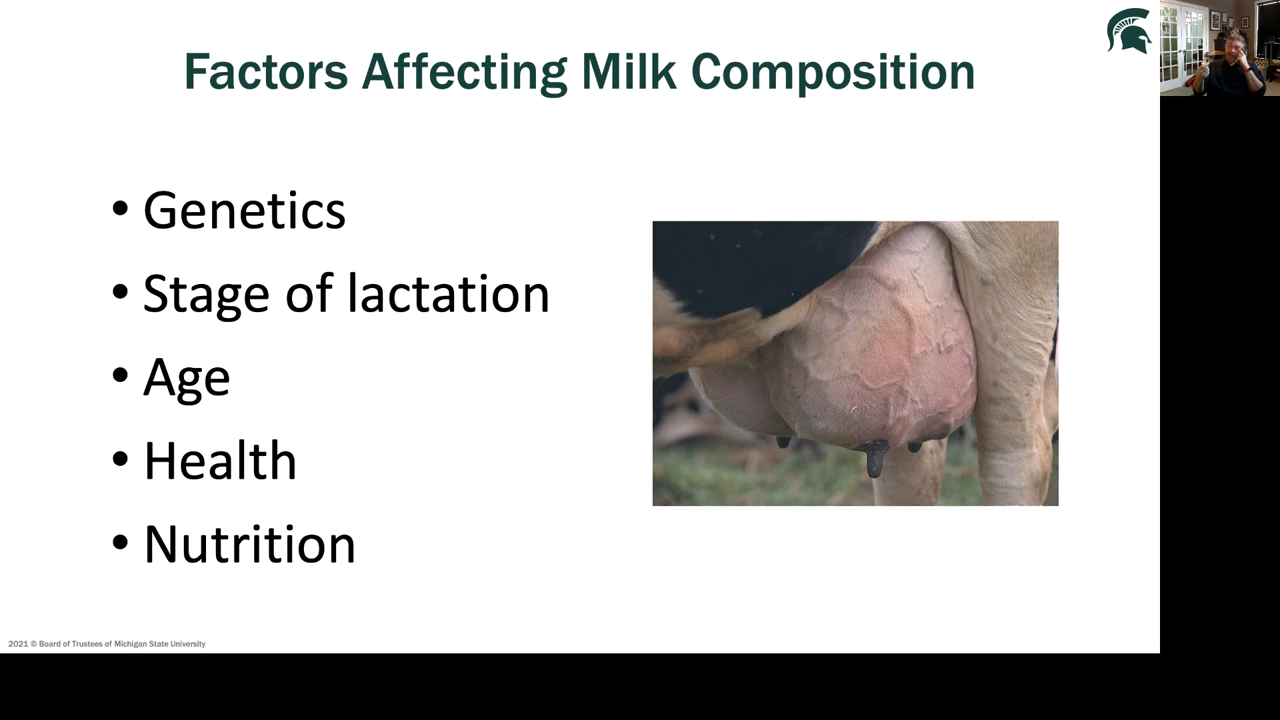 Factors Affecting Milk Composition
• Genetics
• Stage of lactation
• Age
• Health
• Nutrition
2021 © Board of Trustees of Michigan State University